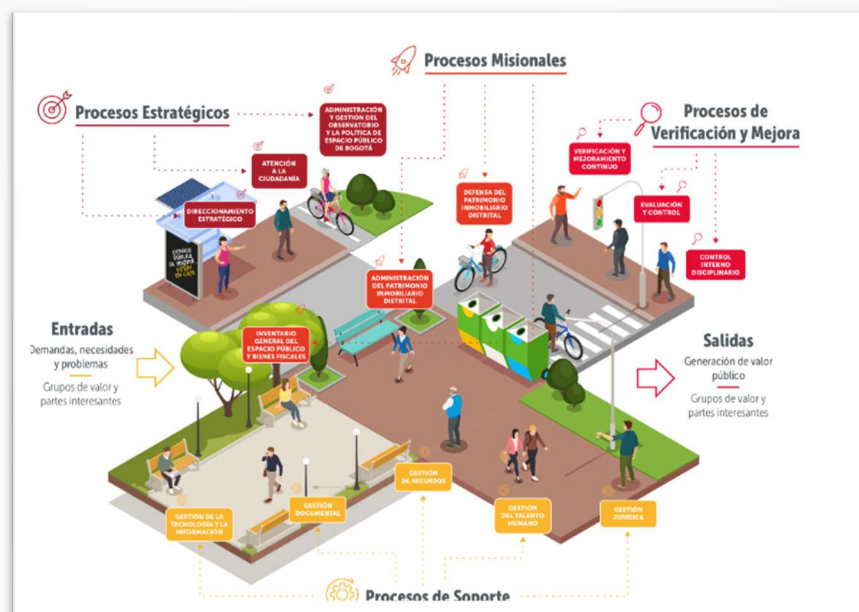 Procesos Misionales
Procesos Estratégicos
ADMINISTRACIÓN
Y GESTIÓN DEL
OBSERVATORIO
Y LA POLÍTICA DE
ESPACIO PÚBLICO
DE BOGOTÁ
ATENCIÓN
A LA
CIUDADANÍA
DIRECCIONAMIENTO
ESTRATÉGICO
Procesos de
Verificación y Mejora
VERIFICACIÓN Y
MEJORAMIENTO
CONTINUO
EVALUACIÓN
Y CONTROL
CONTROL
INTERNO
DISCIPLINARIO
DEFENSA DEL
PATRIMONIO
INMOBILIARIO
DISTRITAL
ADMINISTRACIÓN
DEL PATRIMONIO
INMOBILIARIO
DISTRITAL
INVENTARIO
GENERAL DEL
ESPACIO PÚBLICO
Y BIENES FISCALES
Entradas
Demandas, necesidades
y problemas
Grupos de valor y
partes interesantes
Salidas
Generación de valor
público
Grupos de valor y
partes interesantes
GESTIÓN DE LA
TECNOLOGÍA Y LA
INFORMACIÓN
GESTIÓN
DOCUMENTAL
GESTIÓN
DE RECURSOS
GESTIÓN
DEL TALENTO
HUMANO
GESTIÓN
JURÍDICA
Procesos de Soporte